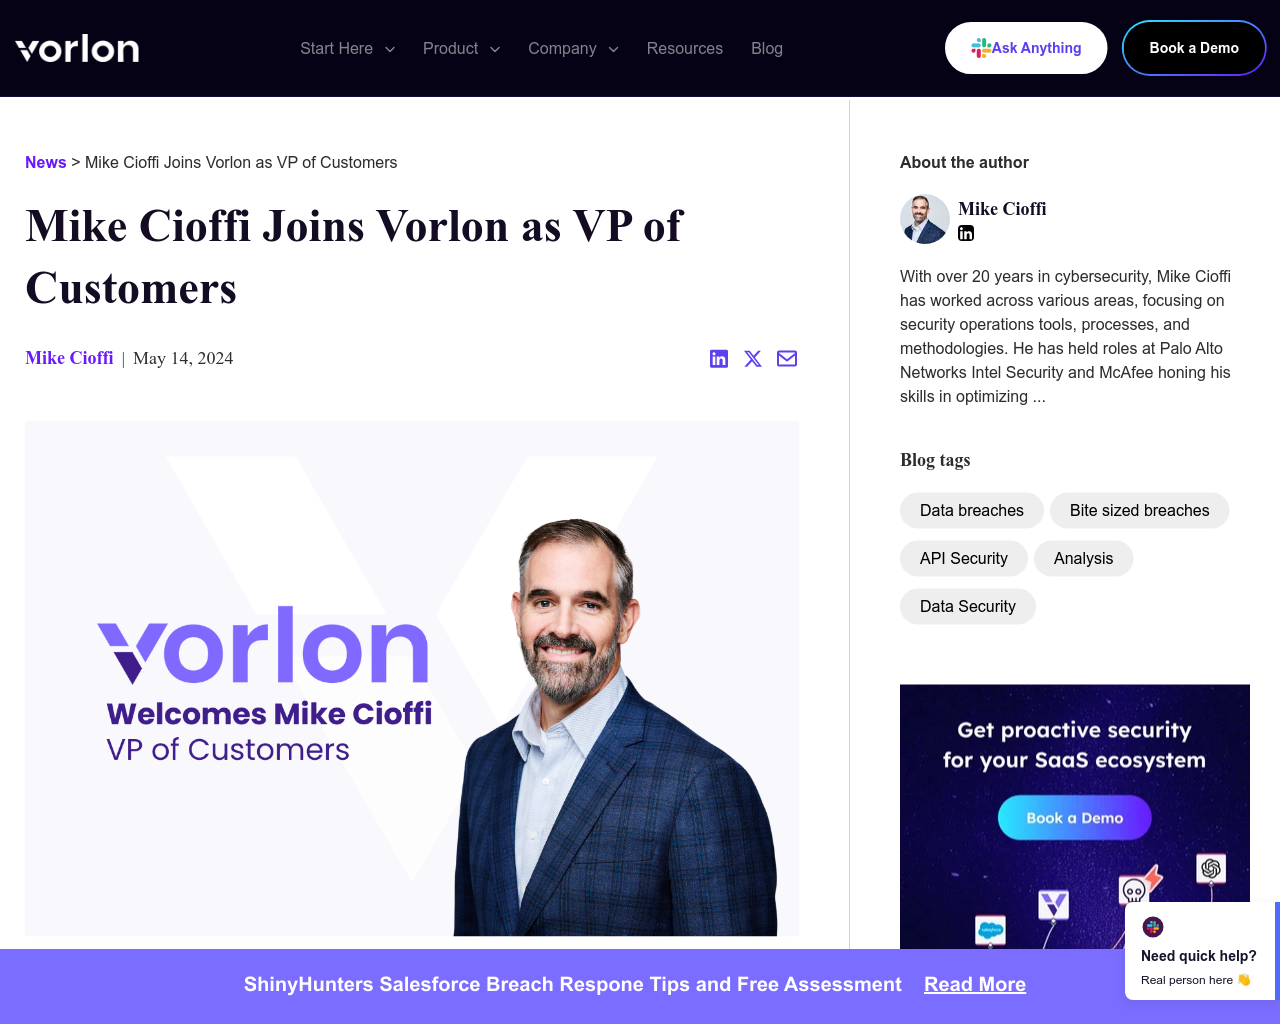 vorlon
Start Here
Product
Company
Resources
Blog
Ask Anything
Book a Demo
News > Mike Cioffi Joins Vorlon as VP of Customers
Mike Cioffi Joins Vorlon as VP of
Customers
Mike Cioffi | May 14, 2024
vorlon
Welcomes Mike Cioffi
VP of Customers
About the author
Mike Cioffi
With over 20 years in cybersecurity, Mike Cioffi
has worked across various areas, focusing on
security operations tools, processes, and
methodologies. He has held roles at Palo Alto
Networks Intel Security and McAfee honing his
skills in optimizing ...
Blog tags
Data breaches
Bite sized breaches
API Security
Analysis
Data Security
Get proactive security
for your SaaS ecosystem
Book a Demo
salesforce
Need quick help?
Real person here 👋
ShinyHunters Salesforce Breach Respone Tips and Free Assessment Read More